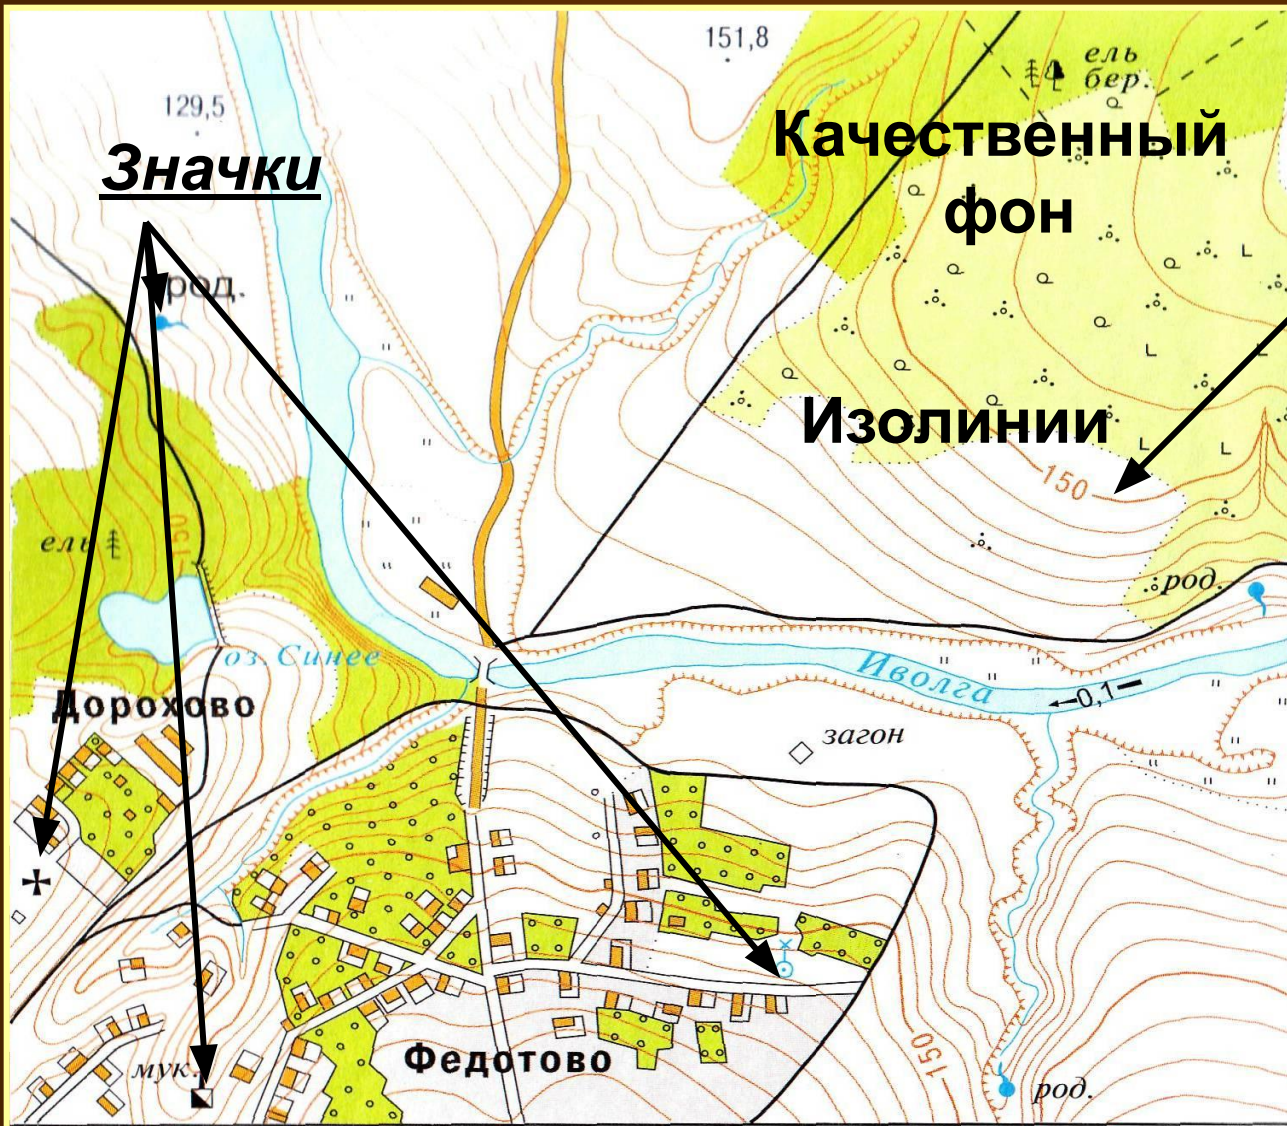 151,8
ель
бер.
129,5
Качественный
фон
Значки
род.
Изолинии
150
150
ель
род.
оз. Синее
Иволга
0,1
Дорохово
загон
150
мук.
Федотово
род.